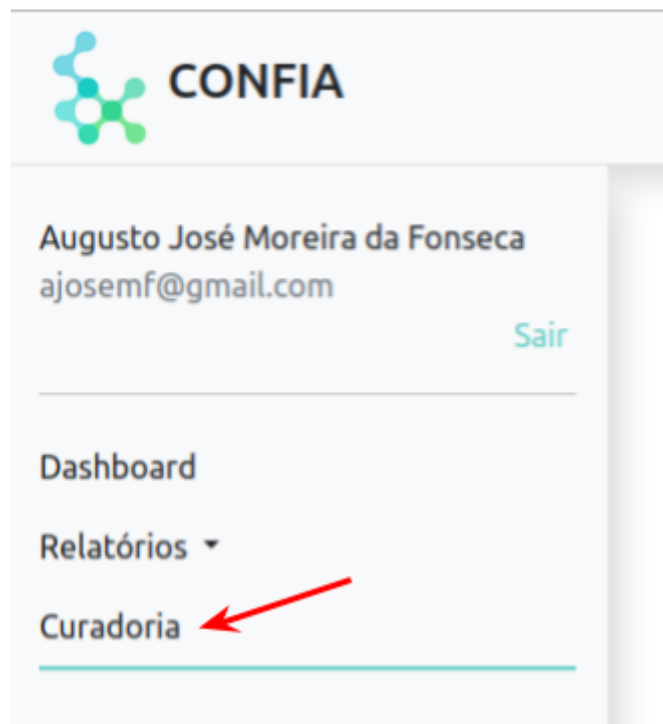 CONFIA
Augusto José Moreira da Fonseca
ajosemf@gmail.com
Sair
Dashboard
Relatórios
Curadoria